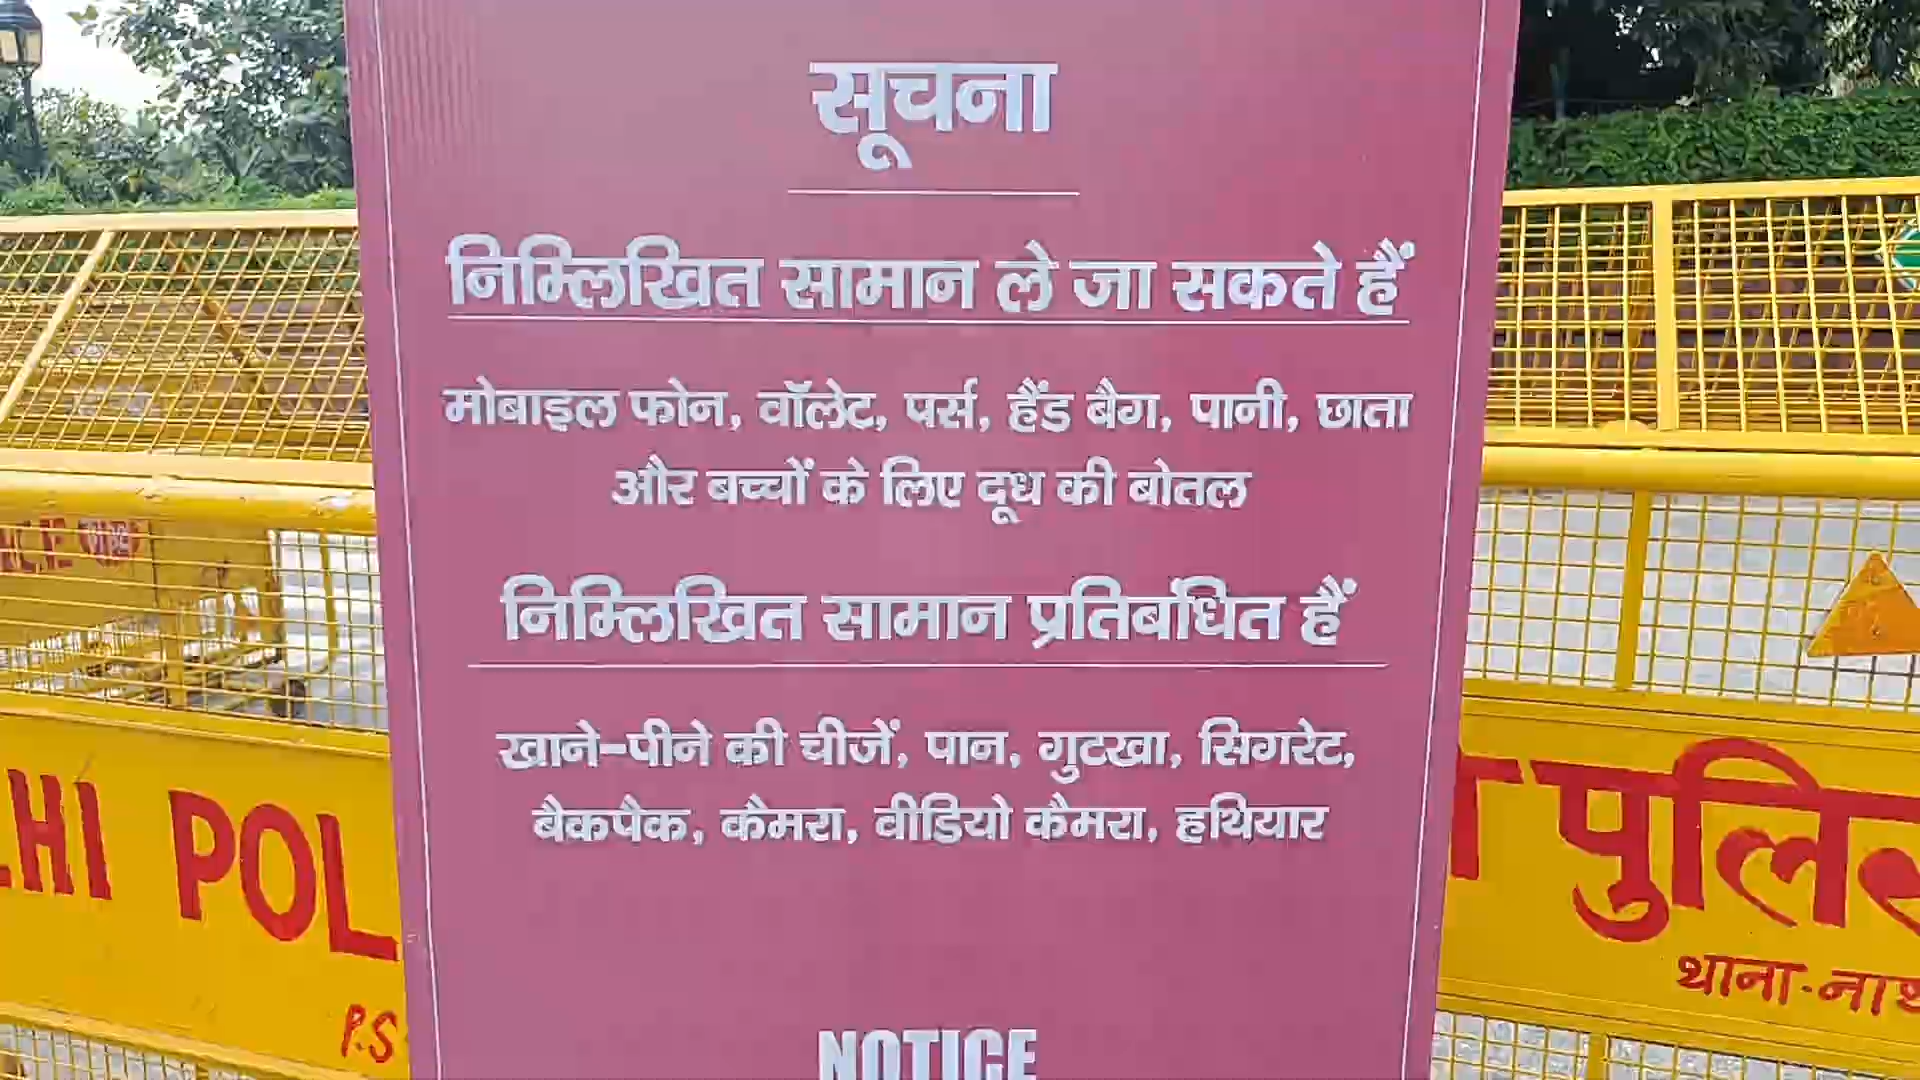 सूचना
निम्लिखित सामान ले जा सकते हैं
मोबाइल फोन, वॉलेट, पर्स, हैंड बैग, पानी, छाता
और बच्चों के लिए दूध की बोतल
निम्लिखित सामान प्रतिबंधित हैं
खाने-पीने की चीजें, पान, गुटखा, सिगरेट,
बैकपैक, कैमरा, वीडियो कैमरा, हथियार
NOTICE
LHI POL
P.S
पुलिस
थाना-नाथ